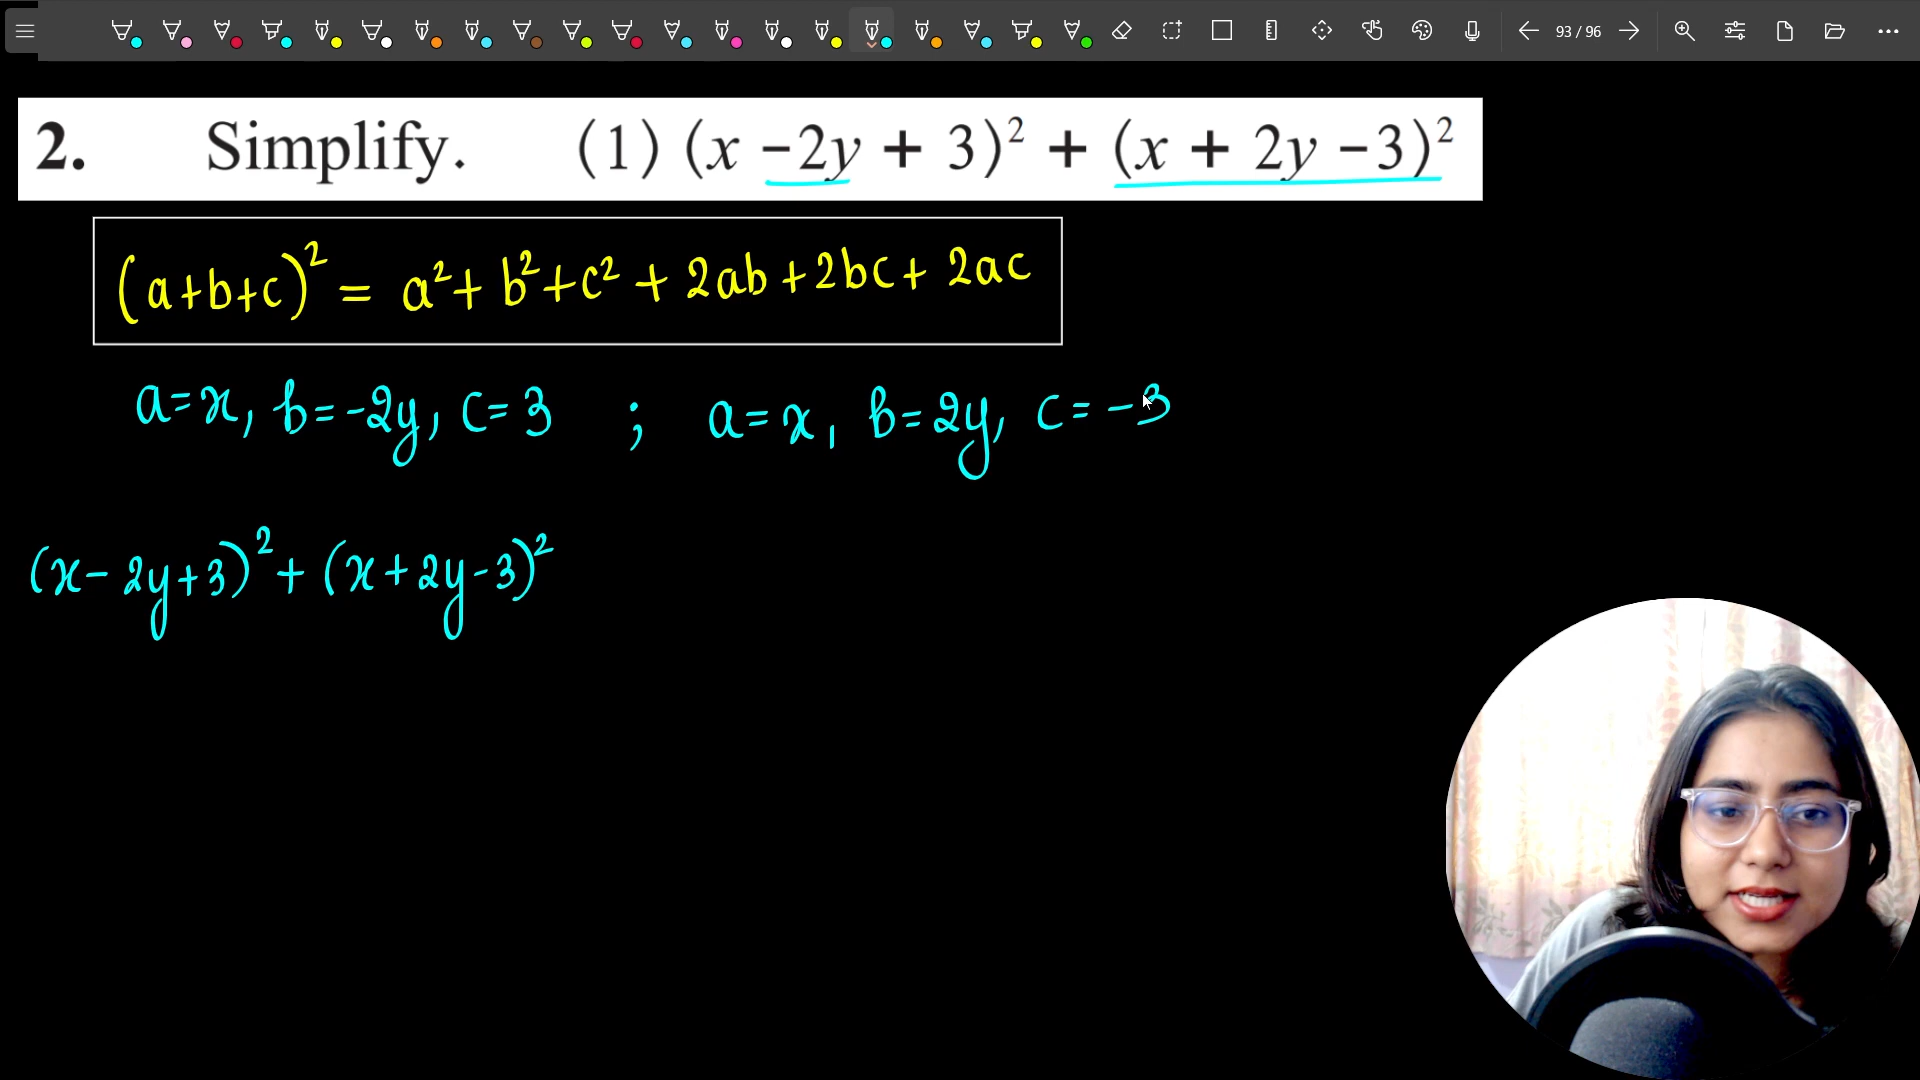 93 / 96
2. Simplify. (1) (x −2y + 3)² + (x + 2y −3)²
(a+b+c)² = a²+ b²+c² + 2ab +2bc+ 2ac
a=x, b=-2y, c=3 ; a=x, b=2y, c=-3
(x-2y+3)²+(x+2y-3)²